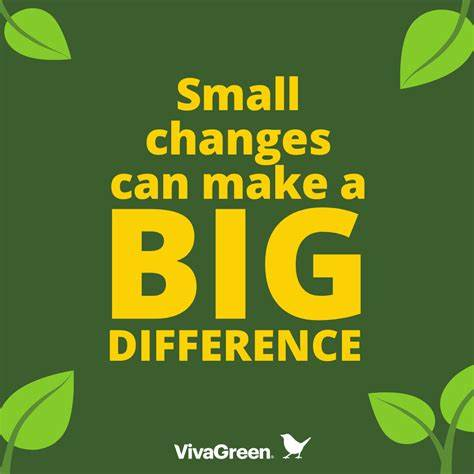 Small
changes
can make a
BIG
DIFFERENCE
VivaGreen®